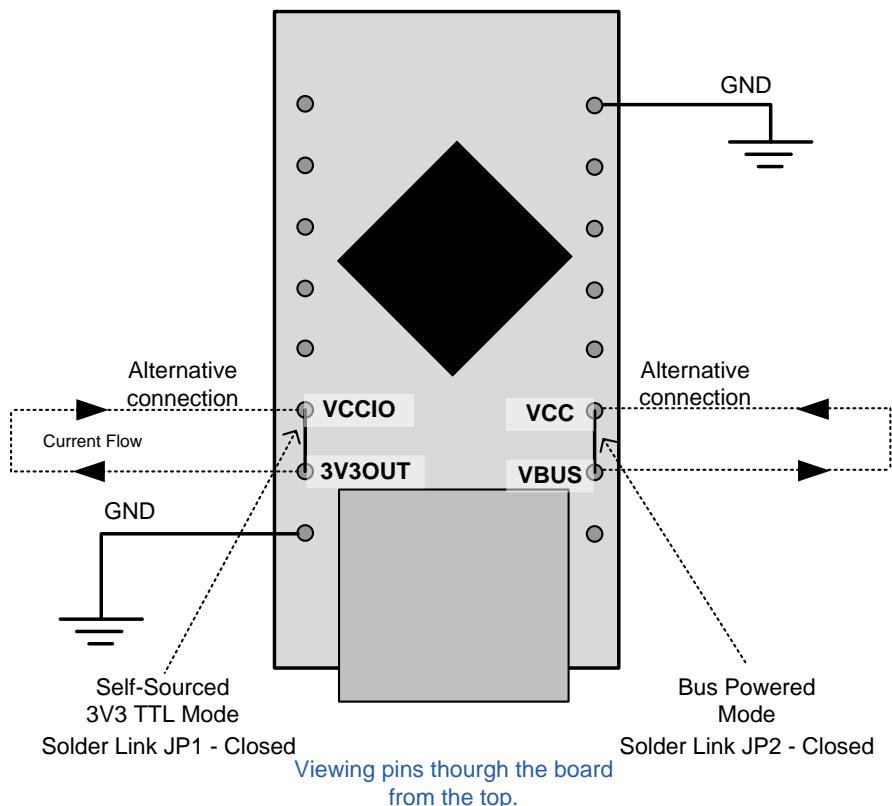 GND
Alternative
connection
VCCIO
VCC
Alternative
connection
Current Flow
3V3OUT
VBUS
GND
Self-Sourced
3V3 TTL Mode
Solder Link JP1 - Closed
Bus Powered
Mode
Solder Link JP2 - Closed
Viewing pins thourgh the board
from the top.